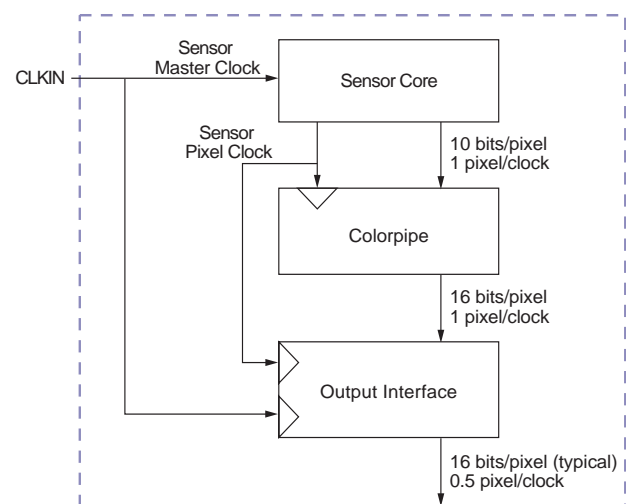 Sensor
Master Clock
CLKIN
Sensor Core
Sensor
Pixel Clock
10 bits/pixel
1 pixel/clock
Colorpipe
16 bits/pixel
1 pixel/clock
Output Interface
16 bits/pixel (typical)
0.5 pixel/clock